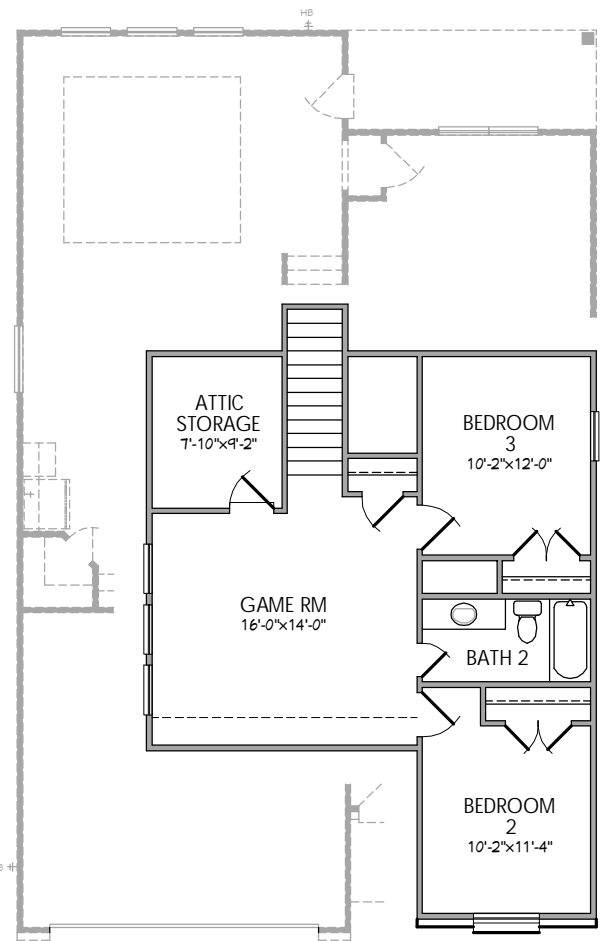 HB
ATTIC
STORAGE
7'-10"x9'-2"
BEDROOM
3
10'-2"x12'-0"
GAME RM
16'-0"x14'-0"
BATH 2
BEDROOM
2
10'-2"x11'-4"